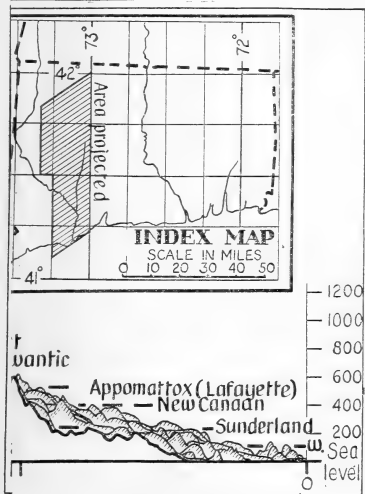 73°
72°
42°
Area projected
INDEX MAP
SCALE IN MILES
0 10 20 30 40 50
41°
1200
1000
800
t
vantic
600
Appomattox (Lafayette)
400
New Canaan
Sunderland
200
W.
Sea
level
0